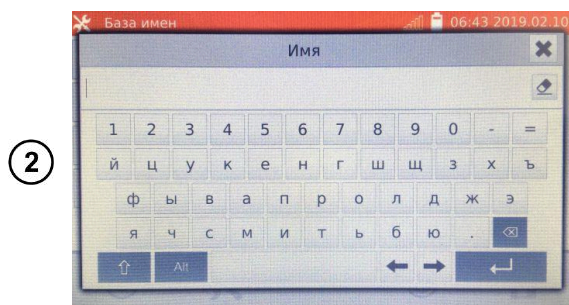 База имен 06:43 2019.02.10
Имя
2
1 2 3 4 5 6 7 8 9 0 - =
й ц у к е н г ш щ з х ъ
ф ы в а п р о л д ж э
я ч с м и т ь б ю .
Alt